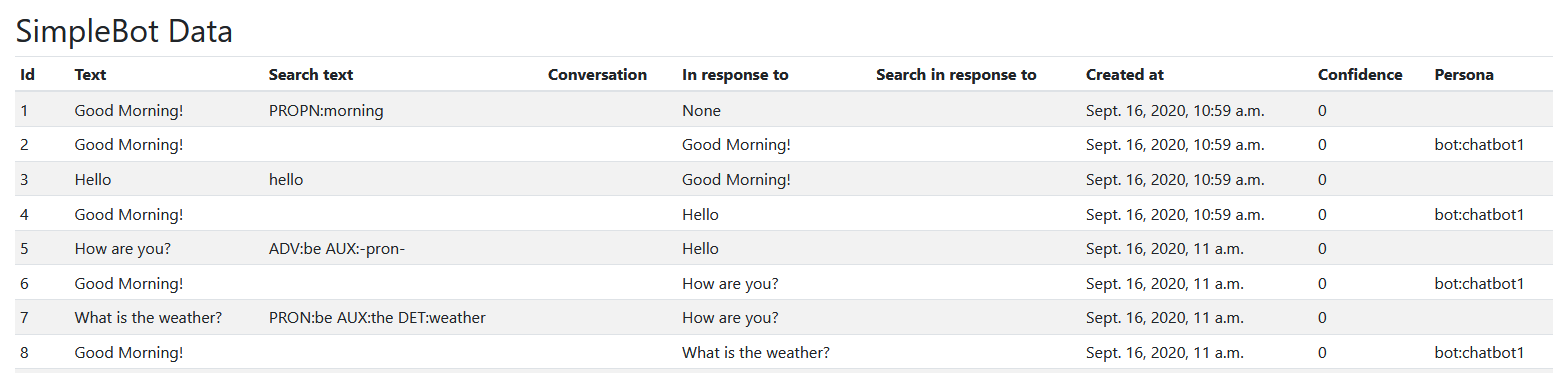 SimpleBot Data
Id Text Search text Conversation In response to Search in response to Created at Confidence Persona
1 Good Morning! PROPN:morning None Sept. 16, 2020, 10:59 a.m. 0
2 Good Morning! Good Morning! Sept. 16, 2020, 10:59 a.m. 0 bot:chatbot1
3 Hello hello Good Morning! Sept. 16, 2020, 10:59 a.m. 0
4 Good Morning! Hello Sept. 16, 2020, 10:59 a.m. 0 bot:chatbot1
5 How are you? ADV:be AUX:-pron- Hello Sept. 16, 2020, 11 a.m. 0
6 Good Morning! How are you? Sept. 16, 2020, 11 a.m. 0 bot:chatbot1
7 What is the weather? PRON:be AUX:the DET:weather How are you? Sept. 16, 2020, 11 a.m. 0
8 Good Morning! What is the weather? Sept. 16, 2020, 11 a.m. 0 bot:chatbot1